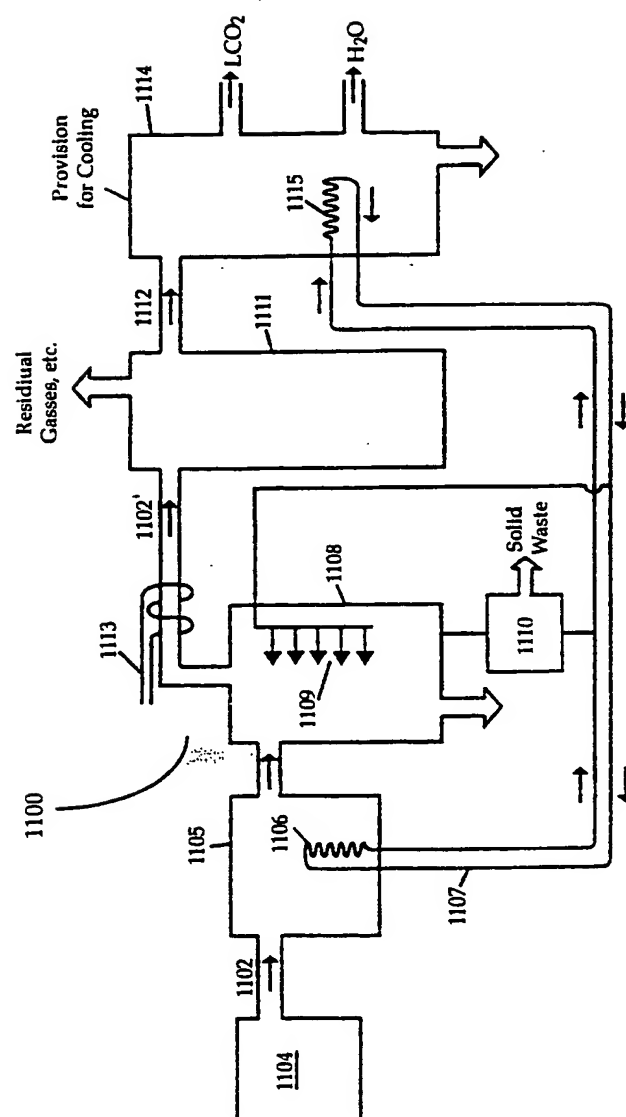 Residiual
Gasses, etc.
Provision
for Cooling
1114
LCO2
H2O
1112
1111
1115
1102'
1113
1108
1109
Solid
Waste
1110
1100
1105
1106
1107
1102
1104